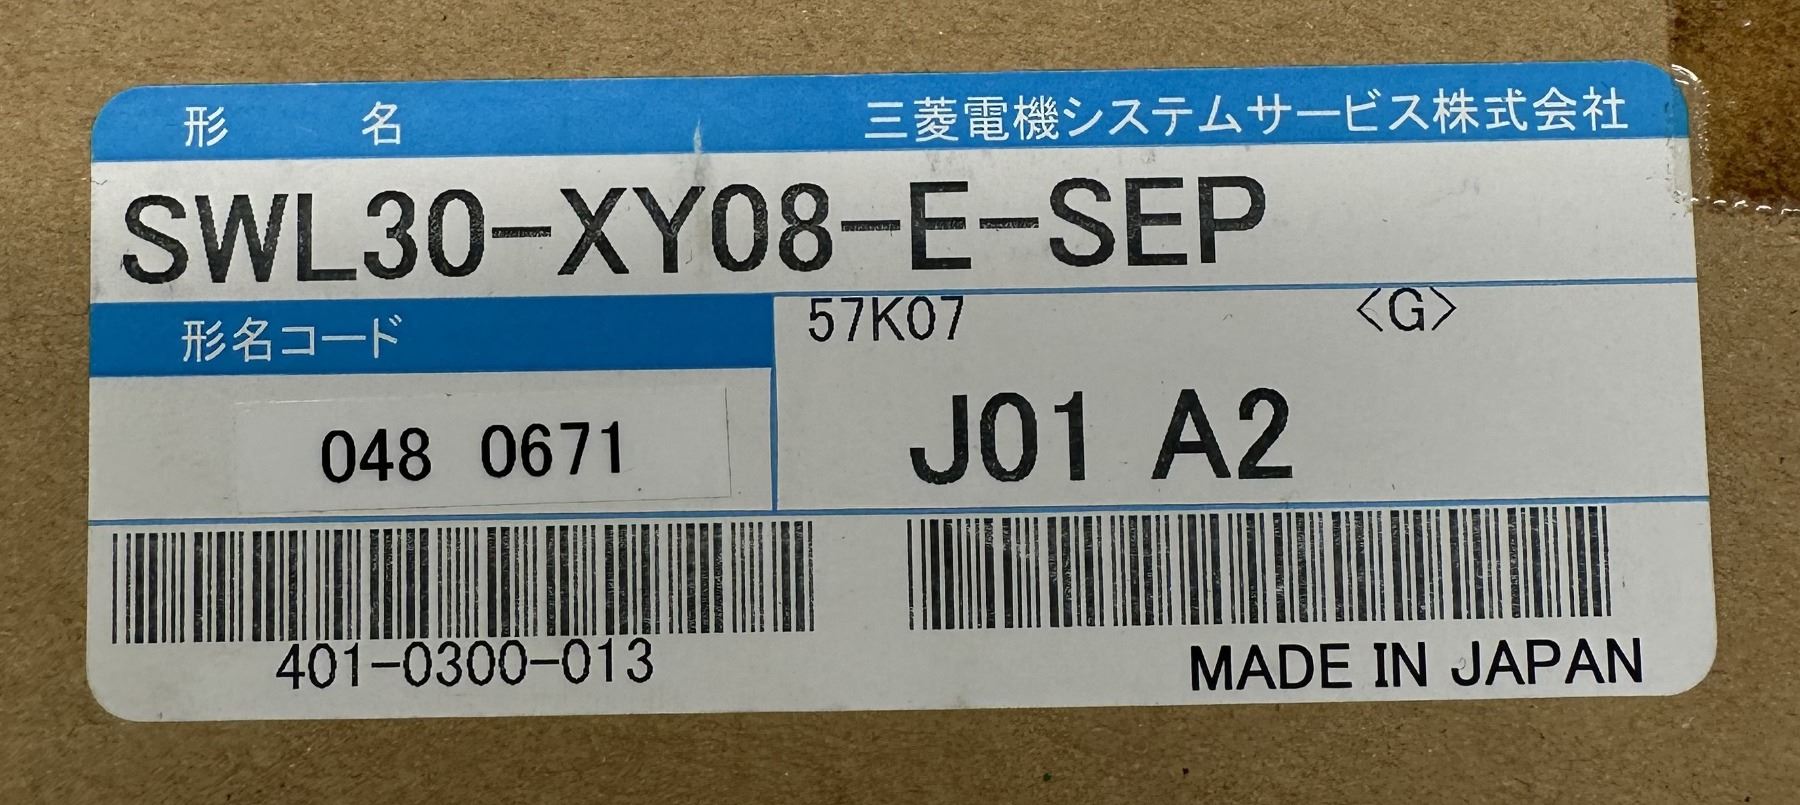 形 名 三菱電機システムサービス株式会社
SWL30-XY08-E-SEP
形名コード 57K07 <G>
048 0671 J01 A2
401-0300-013 MADE IN JAPAN